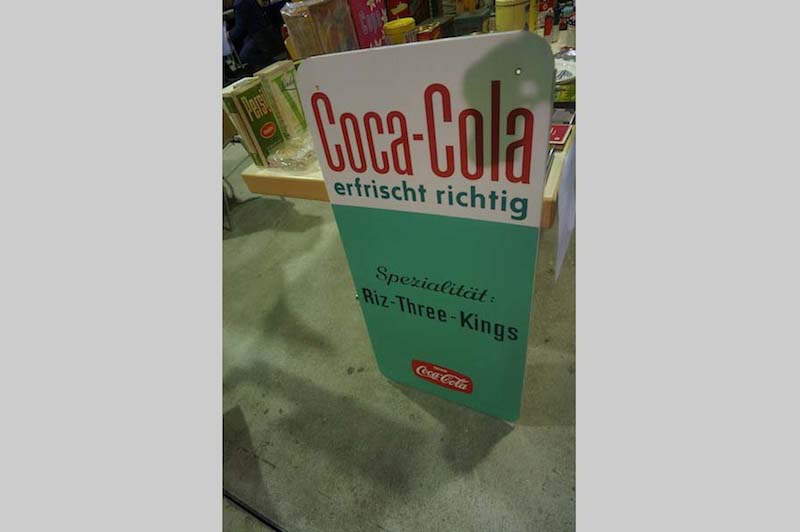 Coca-Cola
erfrischt richtig
Spezialität:
Riz-Three-Kings
Coca-Cola